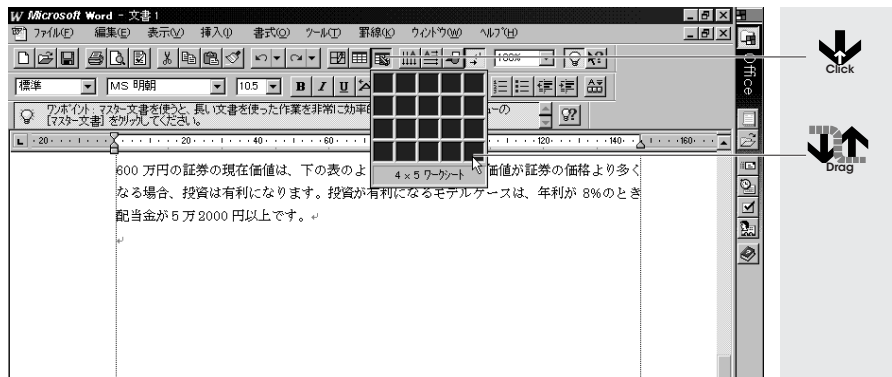 Microsoft Word - 文書 1
ファイル(F) 編集(E) 表示(V) 挿入(I) 書式(O) ツール(T) 罫線(K) ウィンドウ(W) ヘルプ(H)
100%
Click
標準 MS 明朝 10.5 B I U
Office
ワンポイント: マスター文書を使うと、長い文書を使った作業を非常に効率
[マスター文書] をクリックしてください。
20 20 40 60 120 140 160
600 万円の証券の現在価値は、下の表のよ
価値が証券の価格より多く
4 × 5 ワークシート
Drag
なる場合、投資は有利になります。投資が有利になるモデルケースは、年利が 8%のとき
配当金が 5 万 2000 円以上です。